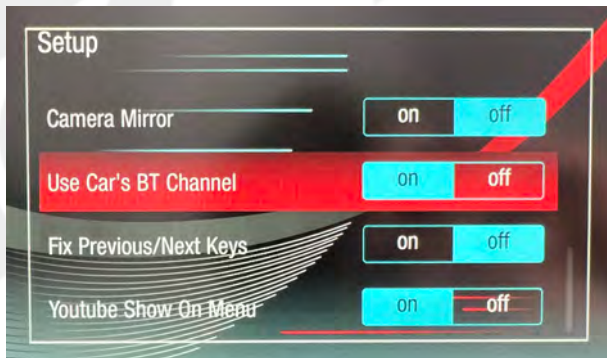 Setup
Camera Mirror on off
Use Car's BT Channel on off
Fix Previous/Next Keys on off
Youtube Show On Menu on off